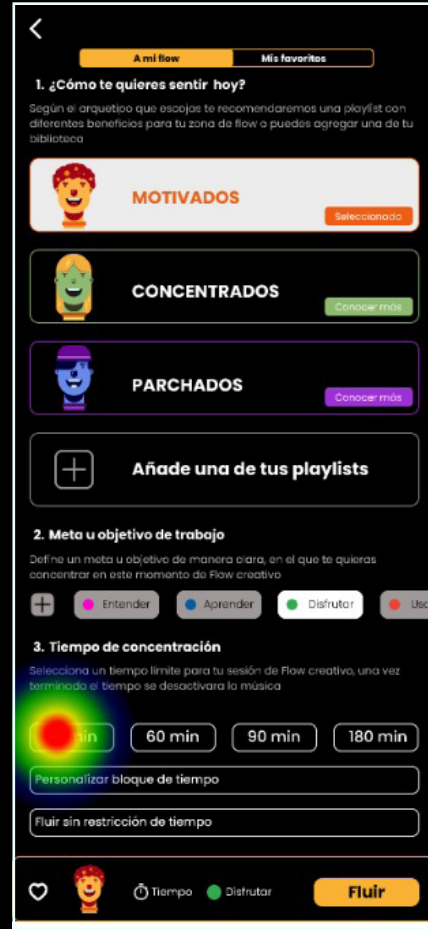 A mi flow
Mis favoritos
1. ¿Cómo te quieres sentir hoy?
Según el arquetipo que escojas te recomendaremos una playlist con
diferentes beneficios para tu zona de flow o puedes agregar una de tu
biblioteca
MOTIVADOS
Seleccionado
CONCENTRADOS
Conocer más
PARCHADOS
Conocer más
Añade una de tus playlists
2. Meta u objetivo de trabajo
Define un meta u objetivo de manera clara, en el que te quieras
concentrar en este momento de Flow creativo
Entender
Aprender
Disfrutar
3. Tiempo de concentración
Selecciona un tiempo límite para tu sesión de Flow creativo, una vez
terminado el tiempo se desactivara la música
min
60 min
90 min
180 min
Personalizar bloque de tiempo
Fluir sin restricción de tiempo
Tiempo
Disfrutar
Fluir